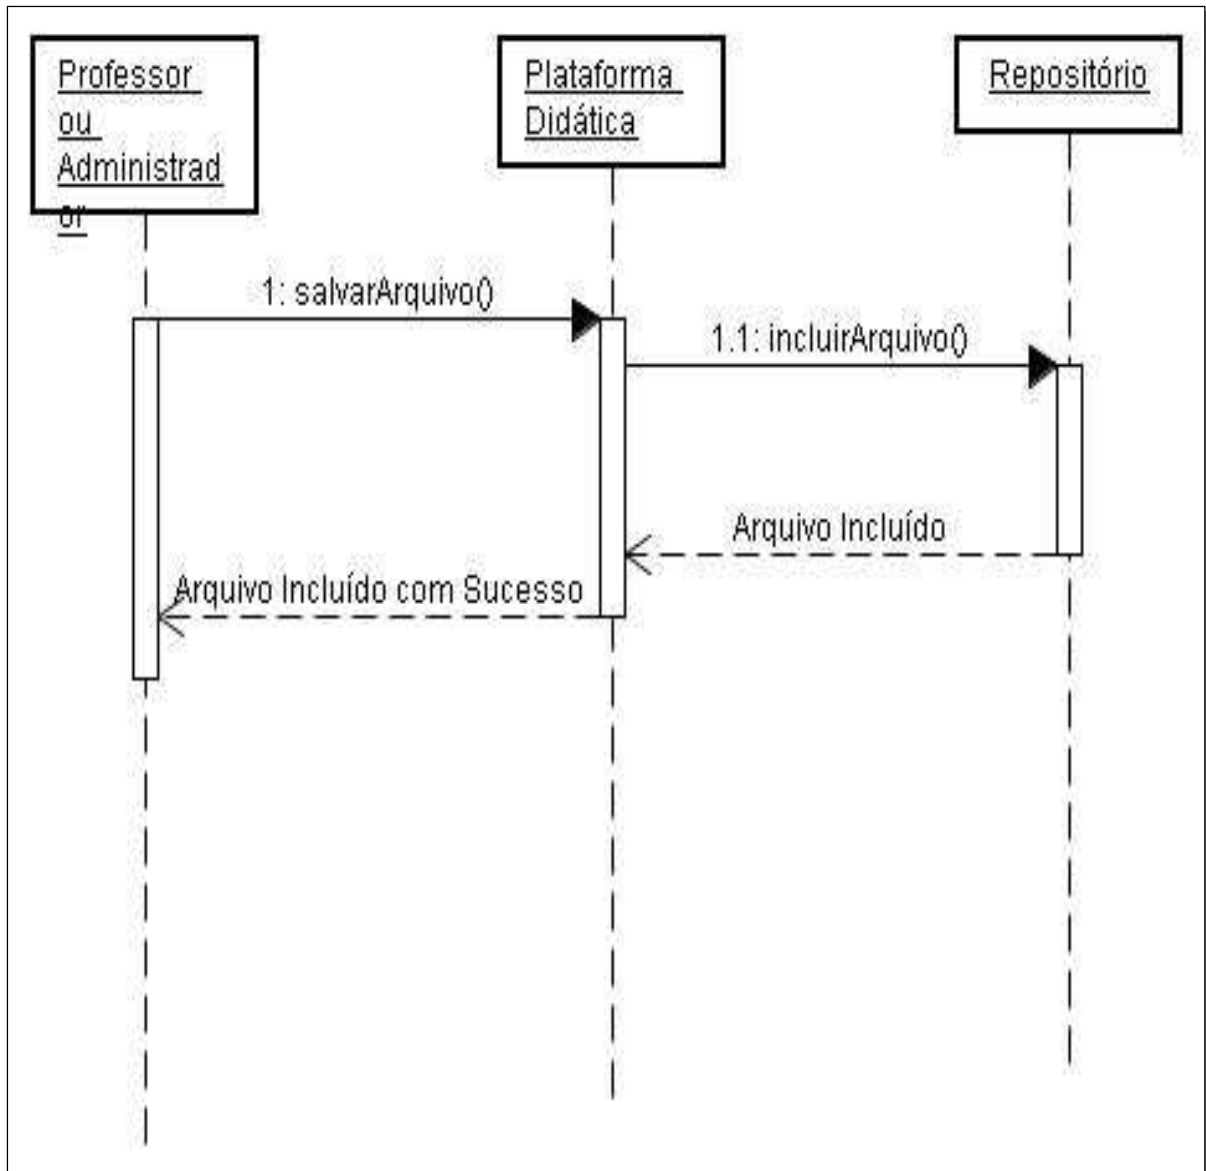 Professor
ou
Administrad
or
Plataforma
Didática
Repositório
1: salvarArquivo()
1.1: incluirArquivo()
Arquivo Incluído
Arquivo Incluído com Sucesso